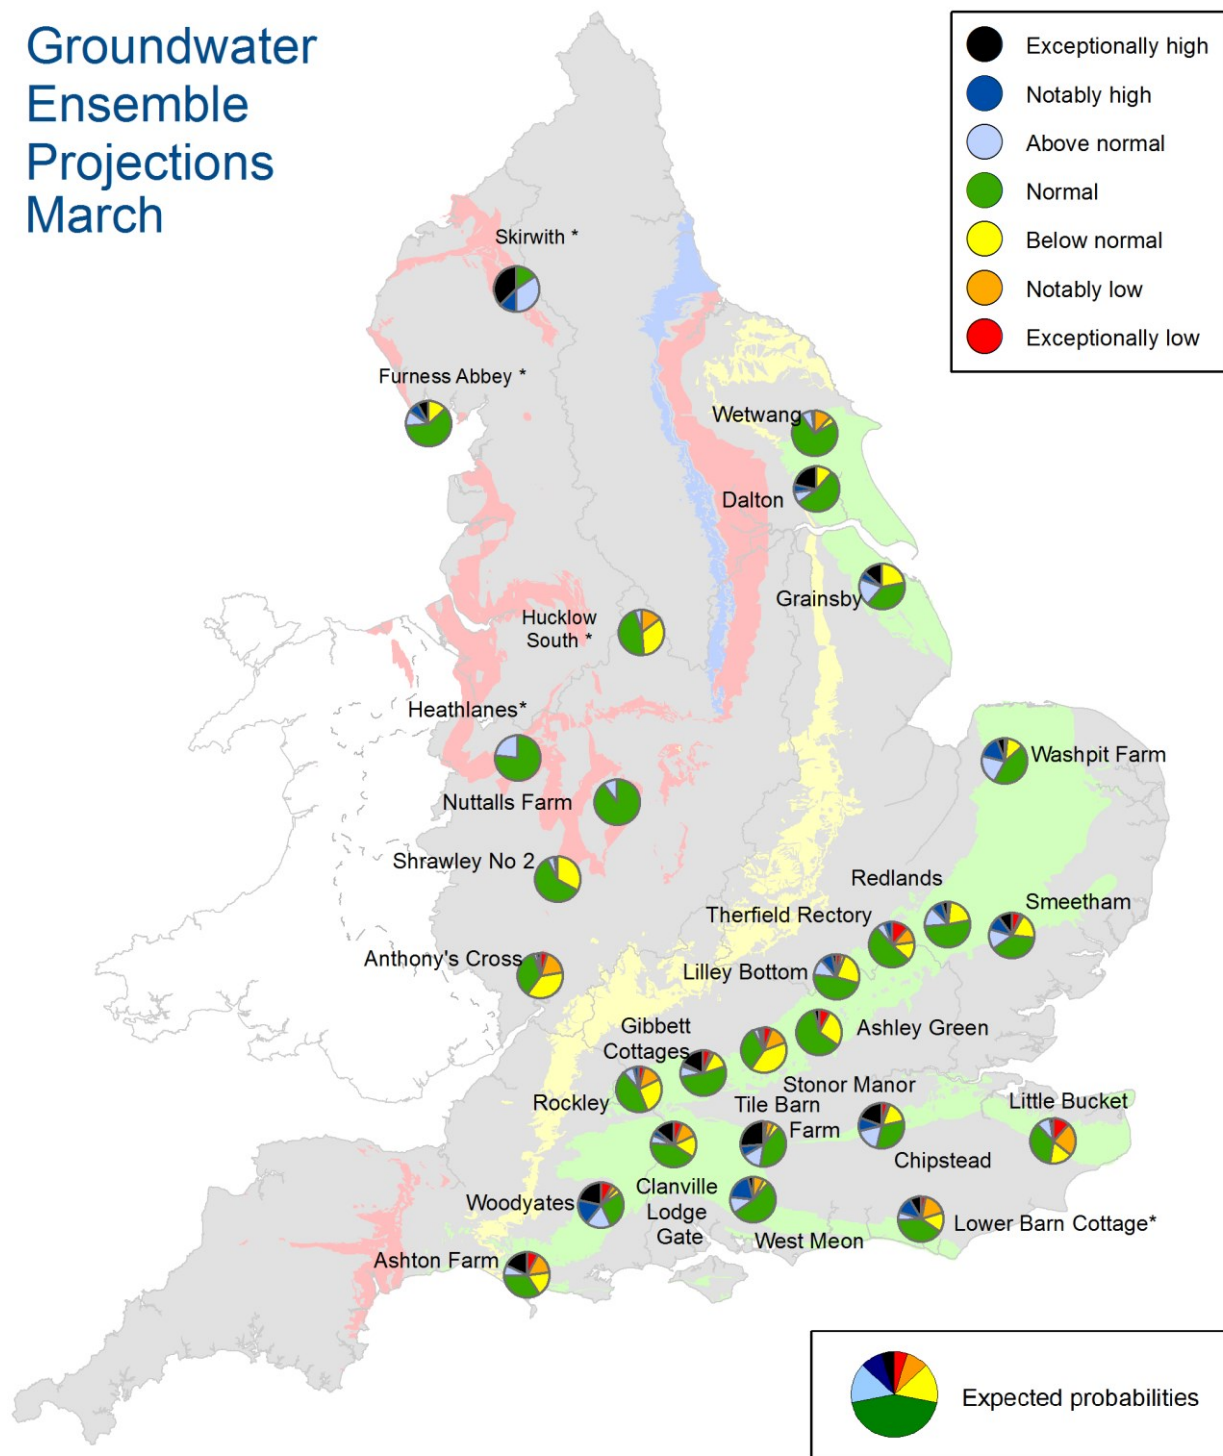 Groundwater
Ensemble
Projections
March
Exceptionally high
Notably high
Above normal
Normal
Below normal
Notably low
Exceptionally low
Skirwith *
Furness Abbey *
Wetwang
Dalton
Grainsby
Hucklow
South *
Heathlanes*
Nuttalls Farm
Washpit Farm
Shrawley No 2
Redlands
Smeetham
Therfield Rectory
Anthony's Cross
Lilley Bottom
Gibbett
Cottages
Ashley Green
Stonor Manor
Rockley
Tile Barn
Farm
Little Bucket
Chipstead
Woodyates
Clanville
Lodge
Gate
West Meon
Lower Barn Cottage*
Ashton Farm
Expected probabilities